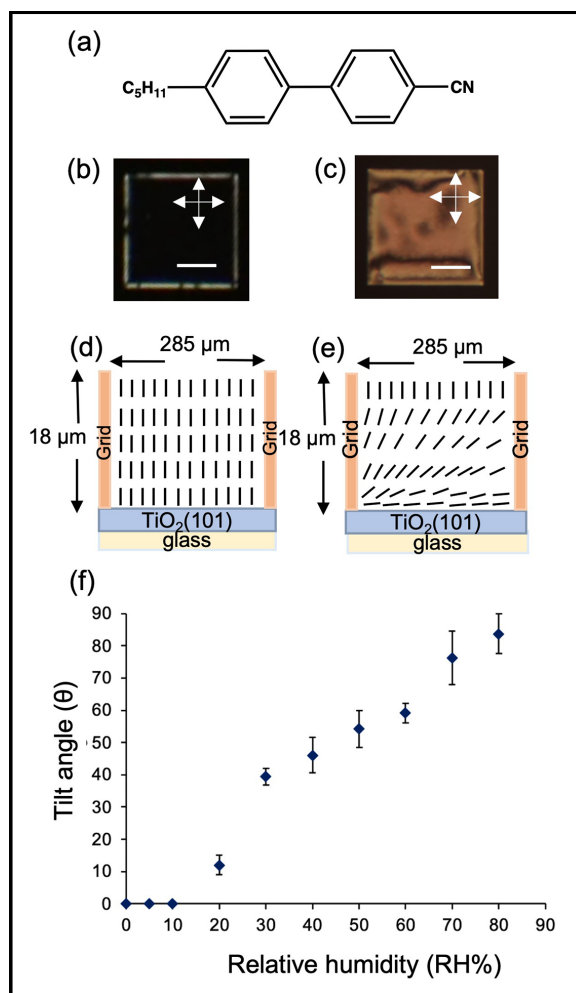 (a)
C₅H₁₁
CN
(b)
(c)
(d)
285 µm
18 µm
Grid
Grid
TiO₂(101)
glass
(e)
285 µm
18 µm
Grid
Grid
TiO₂(101)
glass
(f)
Tilt angle (θ)
90
80
70
60
50
40
30
20
10
0
0 10 20 30 40 50 60 70 80 90
Relative humidity (RH%)